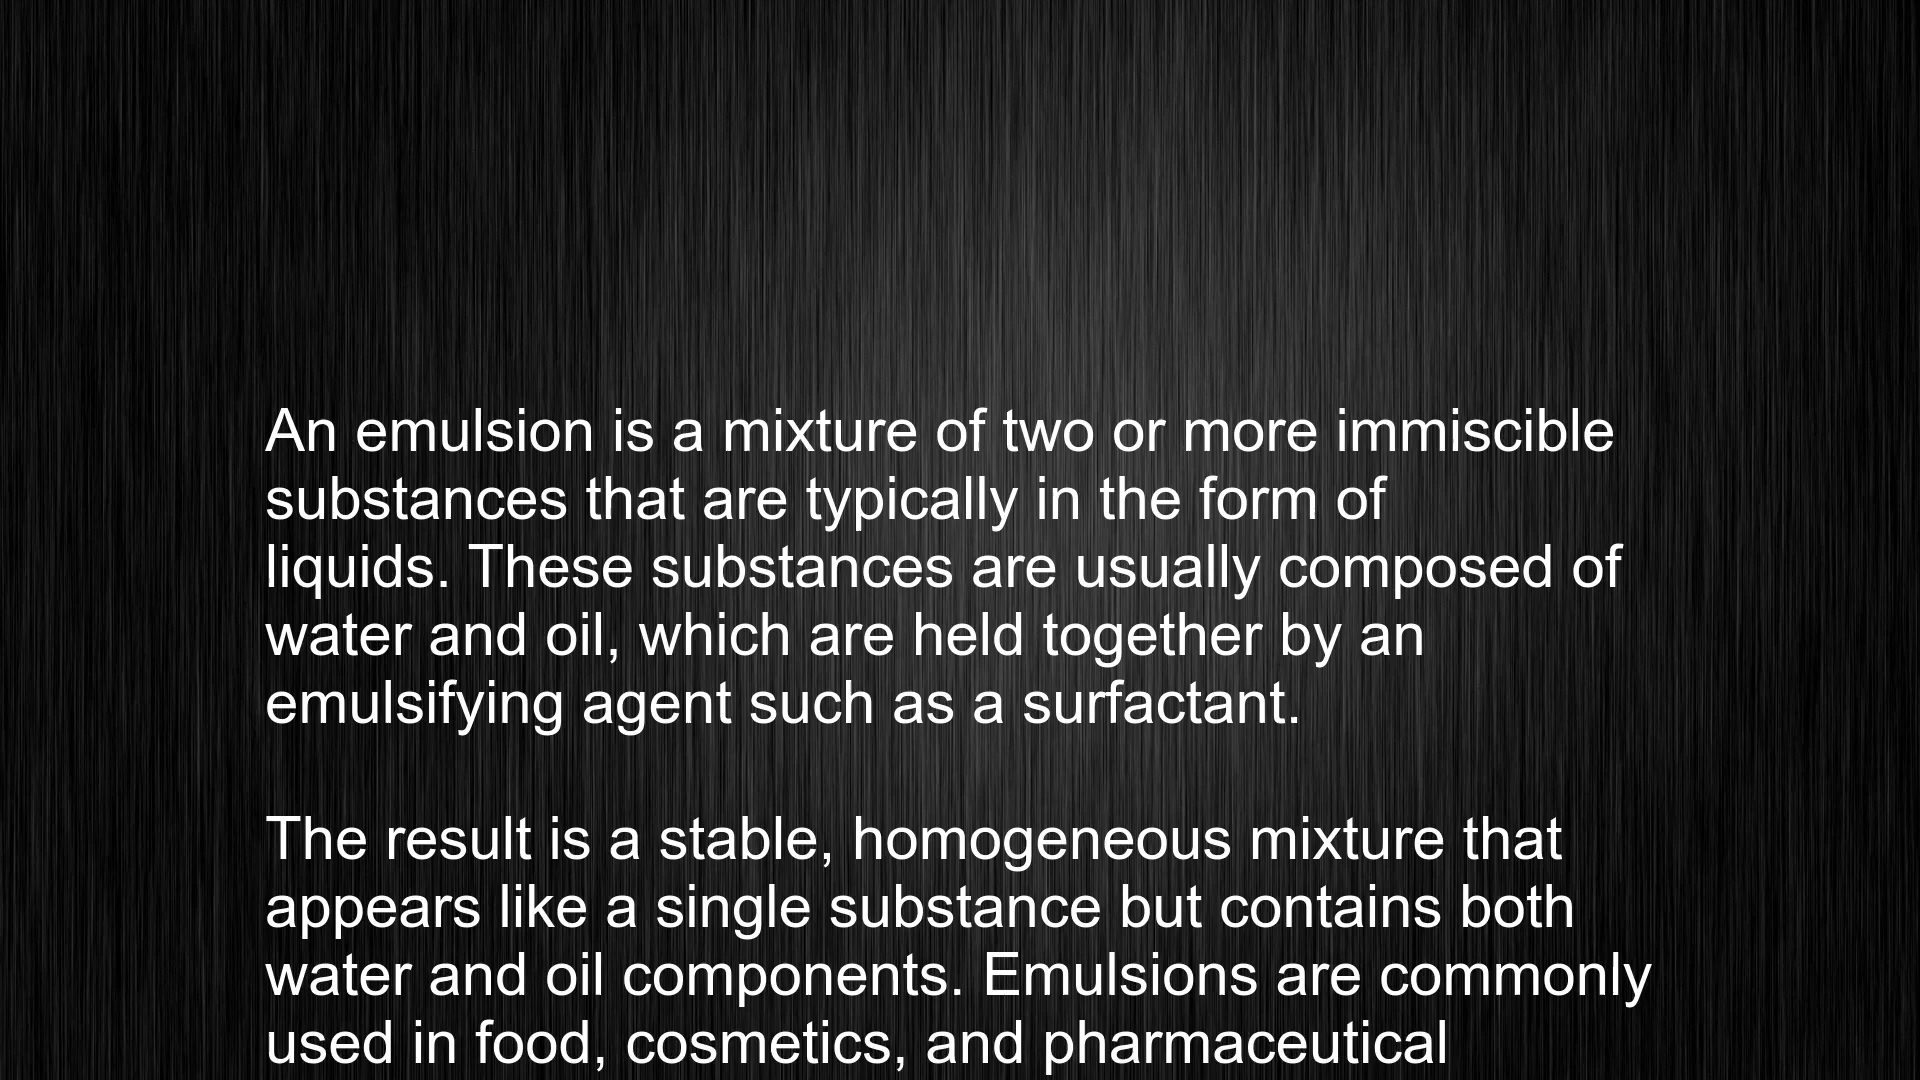 An emulsion is a mixture of two or more immiscible
substances that are typically in the form of
liquids. These substances are usually composed of
water and oil, which are held together by an
emulsifying agent such as a surfactant.
The result is a stable, homogeneous mixture that
appears like a single substance but contains both
water and oil components. Emulsions are commonly
used in food, cosmetics, and pharmaceutical